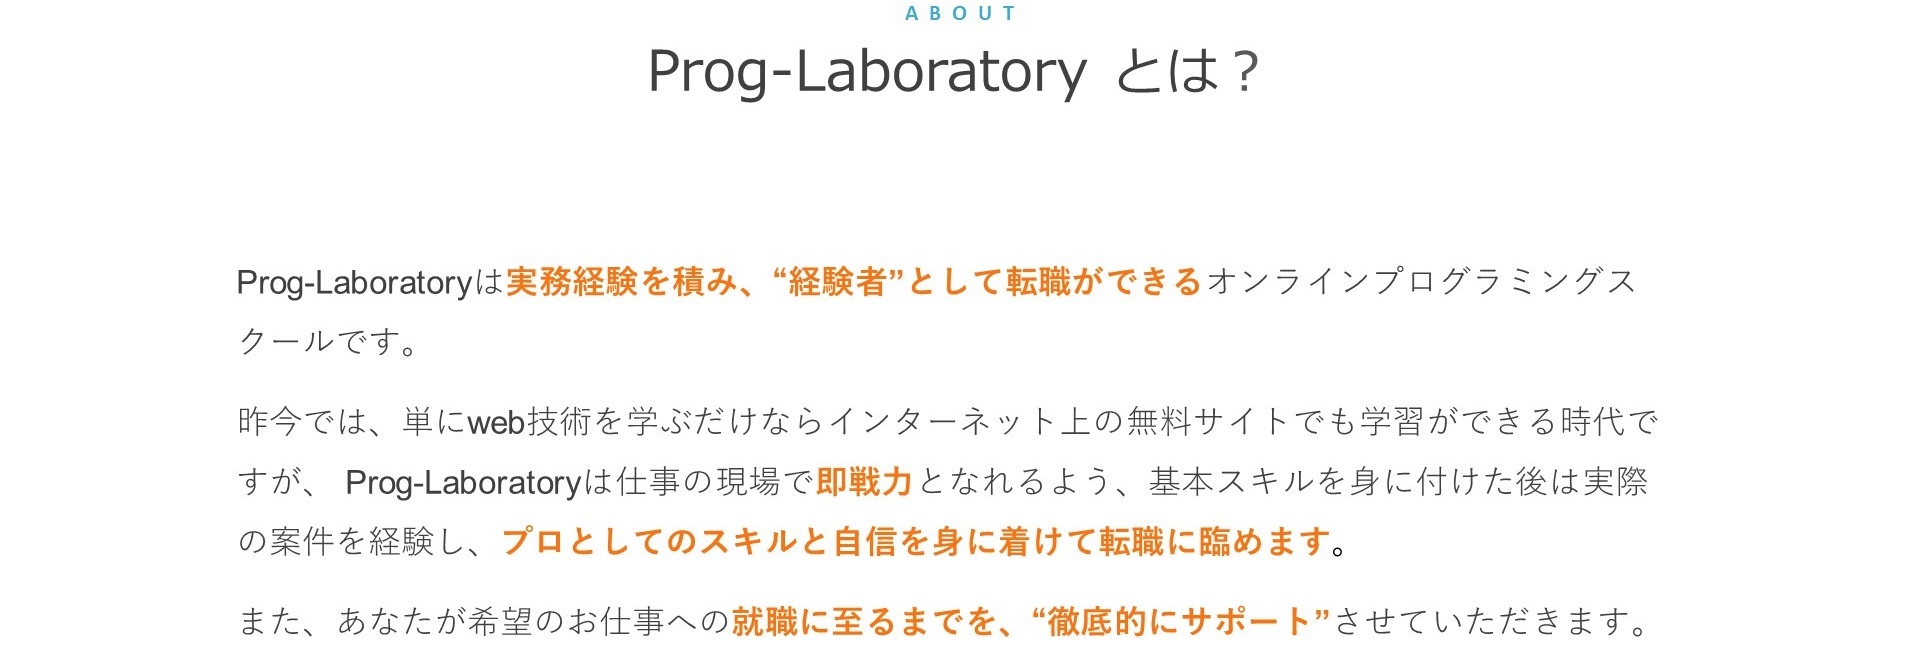 ABOUT
Prog-Laboratory とは？
Prog-Laboratoryは実務経験を積み、“経験者”として転職ができるオンラインプログラミングス
クールです。
昨今では、単にweb技術を学ぶだけならインターネット上の無料サイトでも学習ができる時代で
すが、 Prog-Laboratoryは仕事の現場で即戦力となれるよう、基本スキルを身に付けた後は実際
の案件を経験し、プロとしてのスキルと自信を身に着けて転職に臨めます。
また、あなたが希望のお仕事への就職に至るまでを、“徹底的にサポート”させていただきます。